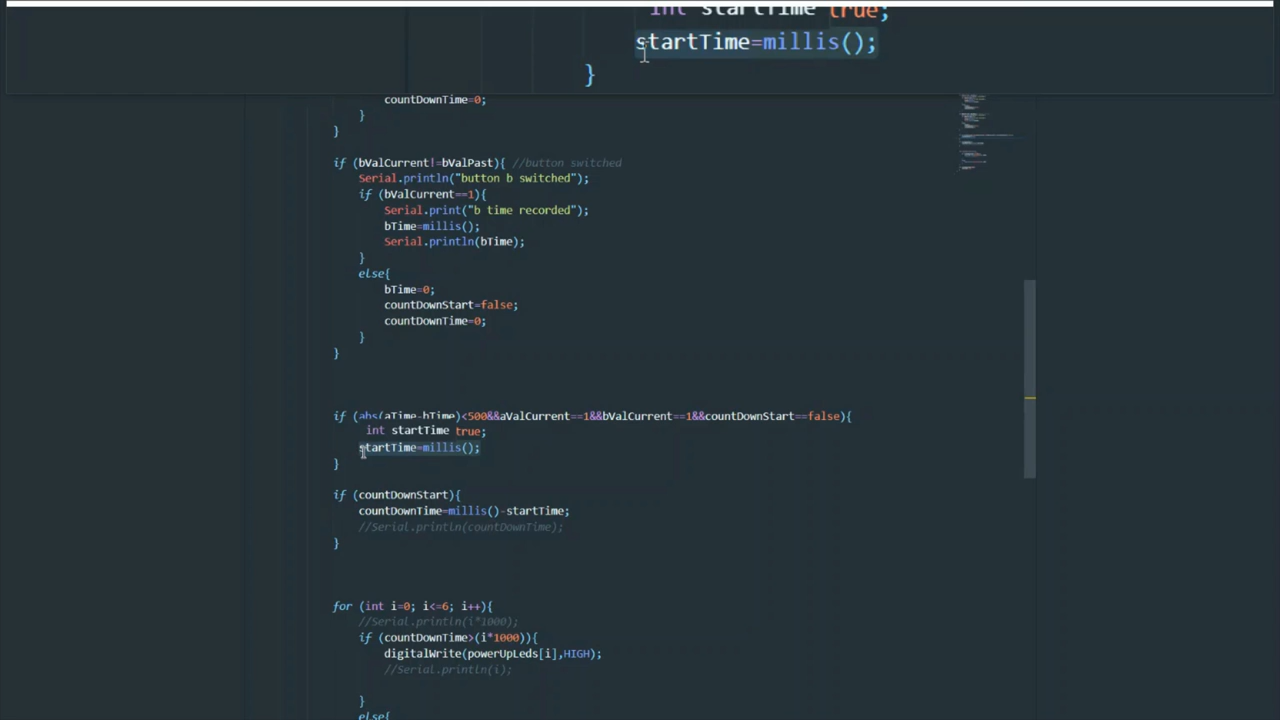 int startTime true;
startTime=millis();
}
countDownTime=0;
}
}
if (bValCurrent!=bValPast){ //button switched
Serial.println("button b switched");
if (bValCurrent==1){
Serial.print("b time recorded");
bTime=millis();
Serial.println(bTime);
}
else{
bTime=0;
countDownStart=false;
countDownTime=0;
}
}
if (abs(aTime-bTime)<500&&aValCurrent==1&&bValCurrent==1&&countDownStart==false){
int startTime true;
startTime=millis();
}
if (countDownStart){
countDownTime=millis()-startTime;
//Serial.println(countDownTime);
}
for (int i=0; i<=6; i++){
//Serial.println(i*1000);
if (countDownTime>(i*1000)){
digitalWrite(powerUpLeds[i],HIGH);
//Serial.println(i);
}
else{